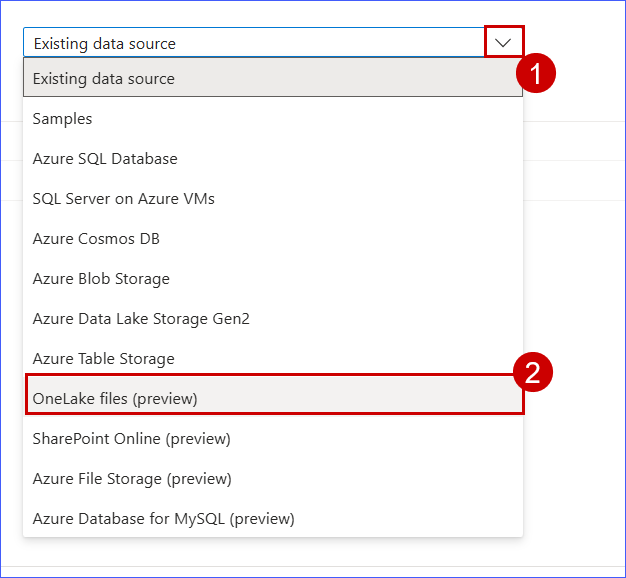 Existing data source
1
Existing data source
Samples
Azure SQL Database
SQL Server on Azure VMs
Azure Cosmos DB
Azure Blob Storage
Azure Data Lake Storage Gen2
Azure Table Storage
2
OneLake files (preview)
SharePoint Online (preview)
Azure File Storage (preview)
Azure Database for MySQL (preview)